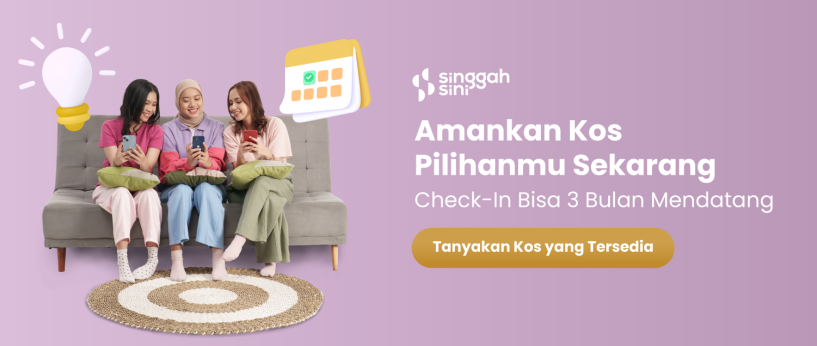 singgah
sini
Amankan Kos
Pilihanmu Sekarang
Check-In Bisa 3 Bulan Mendatang
Tanyakan Kos yang Tersedia